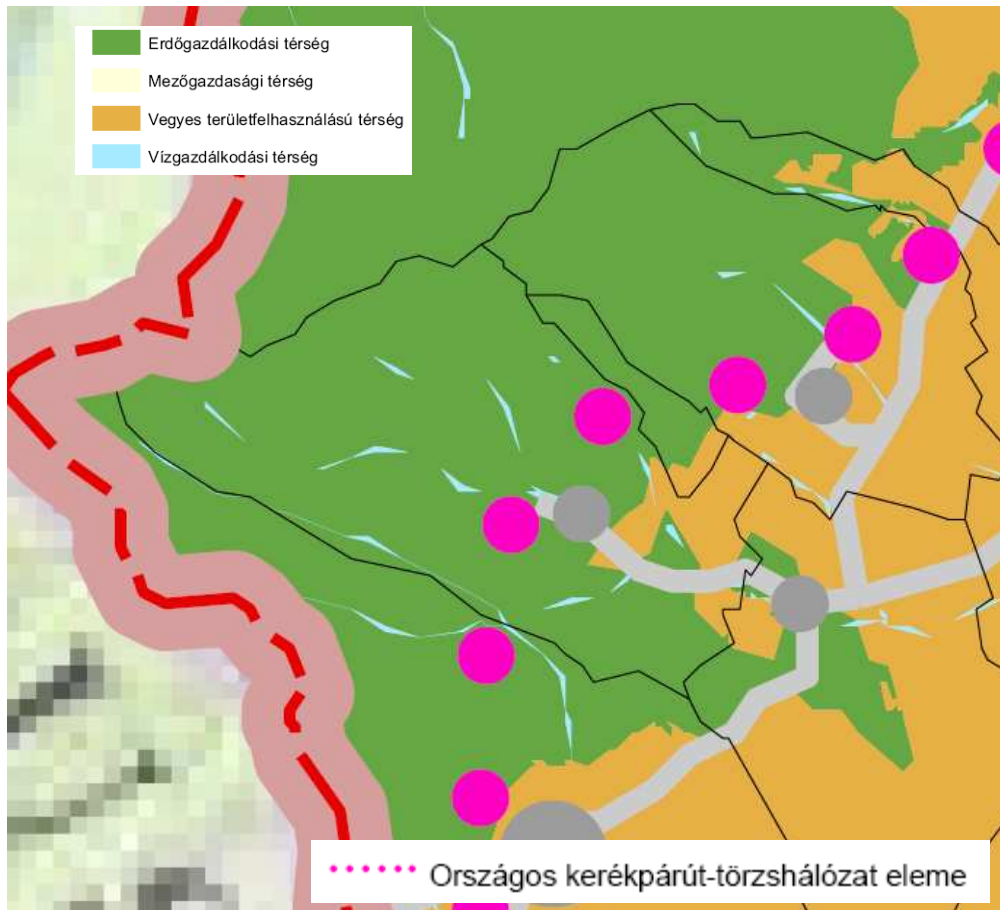 Erdőgazdálkodási térség
Mezőgazdasági térség
Vegyes területfelhasználású térség
Vízgazdálkodási térség
Országos kerékpárút-törzshálózat eleme